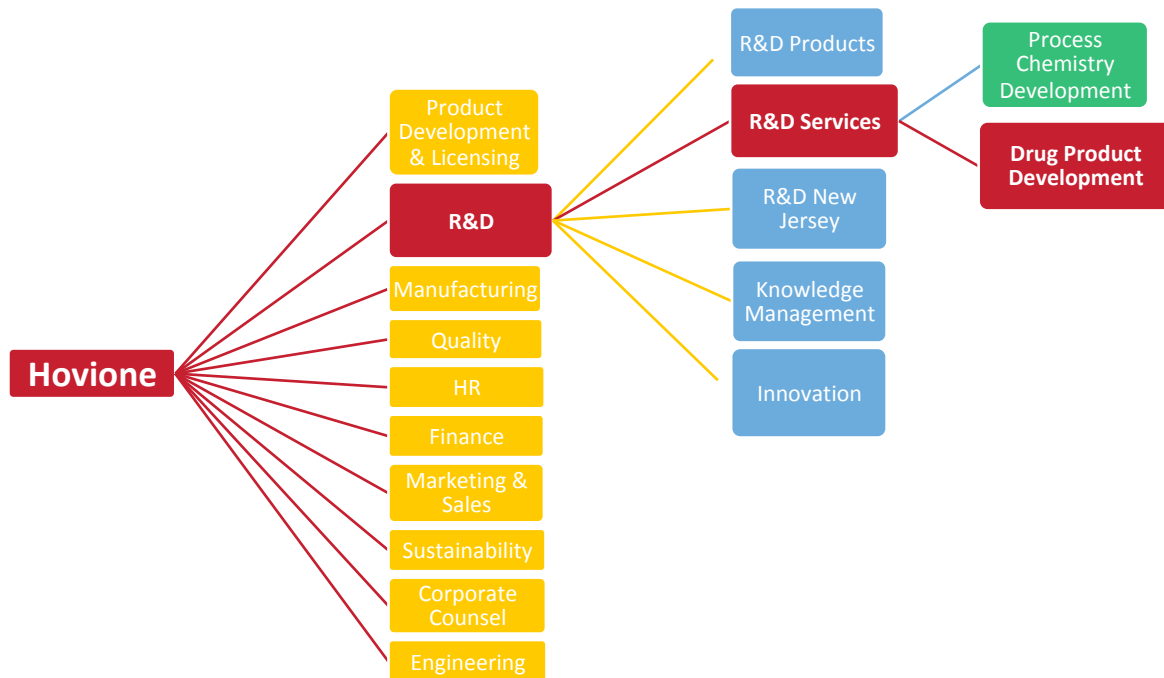 Hovione
Product
Development
& Licensing
R&D
Manufacturing
Quality
HR
Finance
Marketing &
Sales
Sustainability
Corporate
Counsel
Engineering
R&D Products
R&D Services
R&D New
Jersey
Knowledge
Management
Innovation
Process
Chemistry
Development
Drug Product
Development